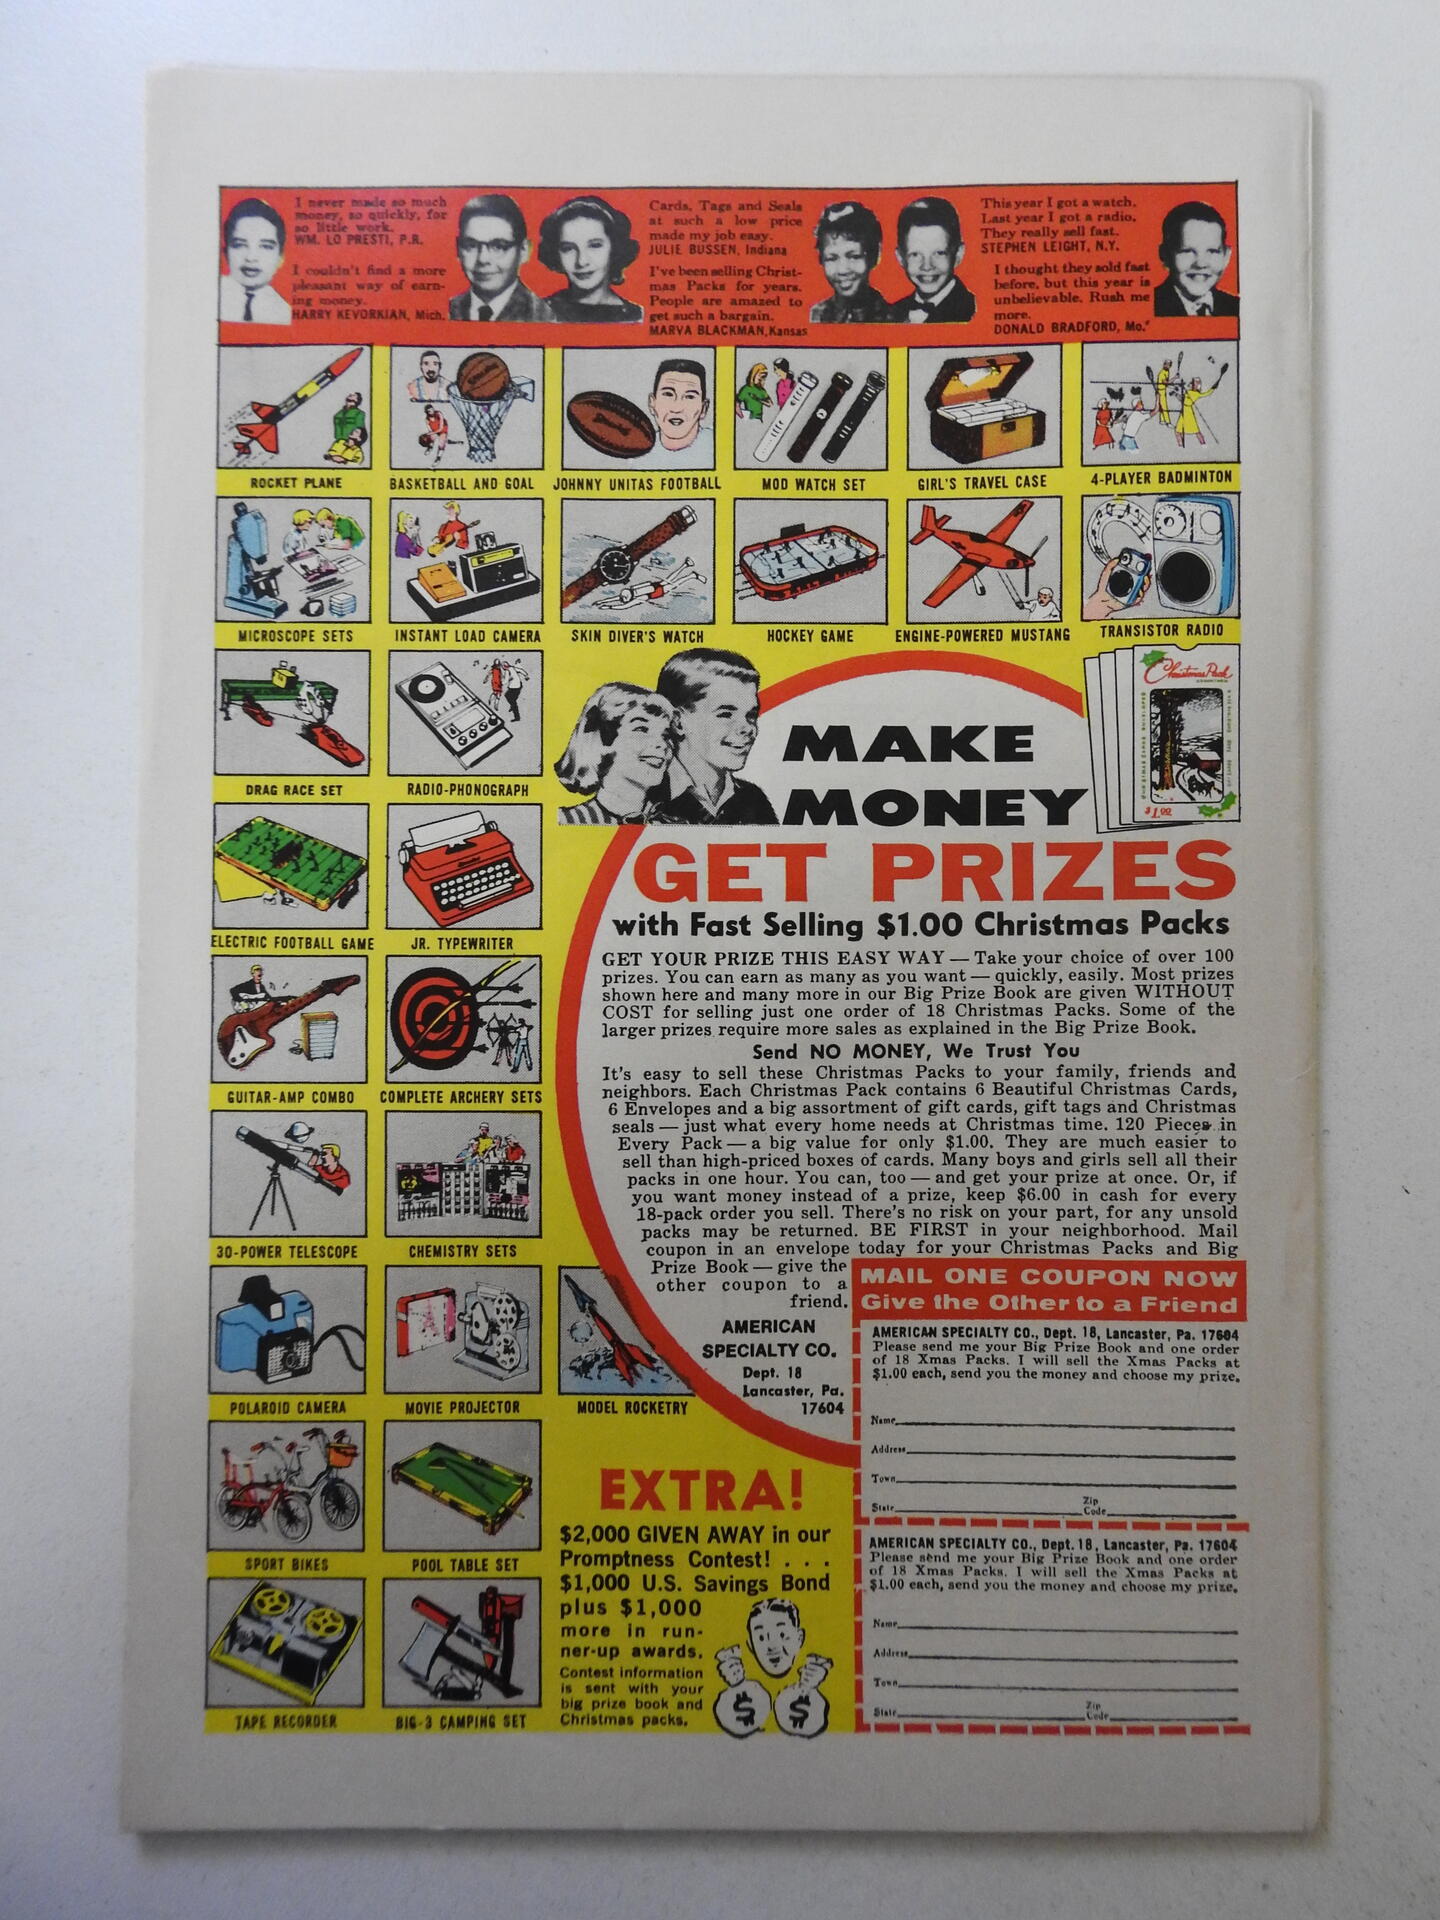 I never made so much
money, so quickly, for
so little work.
WM. LO PRESTI, P.R.
I couldn't find a more
pleasant way of earn-
ing money.
HARRY KEVORKIAN, Mich.
Cards, Tags and Seals
at such a low price
made my job easy.
JULIE BUSSEN, Indiana
I've been selling Christ-
mas Packs for years.
People are amazed to
get such a bargain.
MARVA BLACKMAN, Kansas
This year I got a watch.
Last year I got a radio.
They really sell fast.
STEPHEN LEIGHT, N.Y.
I thought they sold fast
before, but this year is
unbelievable. Rush me
more.
DONALD BRADFORD, Mo.
ROCKET PLANE
BASKETBALL AND GOAL
JOHNNY UNITAS FOOTBALL
MOD WATCH SET
GIRL'S TRAVEL CASE
4-PLAYER BADMINTON
MICROSCOPE SETS
INSTANT LOAD CAMERA
SKIN DIVER'S WATCH
HOCKEY GAME
ENGINE-POWERED MUSTANG
TRANSISTOR RADIO
DRAG RACE SET
RADIO-PHONOGRAPH
ELECTRIC FOOTBALL GAME
JR. TYPEWRITER
GUITAR-AMP COMBO
COMPLETE ARCHERY SETS
30-POWER TELESCOPE
CHEMISTRY SETS
POLAROID CAMERA
MOVIE PROJECTOR
MODEL ROCKETRY
SPORT BIKES
POOL TABLE SET
TAPE RECORDER
BIG-3 CAMPING SET
Christmas Pack
$1.00
MAKE
MONEY
GET PRIZES
with Fast Selling $1.00 Christmas Packs
GET YOUR PRIZE THIS EASY WAY — Take your choice of over 100
prizes. You can earn as many as you want — quickly, easily. Most prizes
shown here and many more in our Big Prize Book are given WITHOUT
COST for selling just one order of 18 Christmas Packs. Some of the
larger prizes require more sales as explained in the Big Prize Book.
Send NO MONEY, We Trust You
It's easy to sell these Christmas Packs to your family, friends and
neighbors. Each Christmas Pack contains 6 Beautiful Christmas Cards,
6 Envelopes and a big assortment of gift cards, gift tags and Christmas
seals — just what every home needs at Christmas time. 120 Pieces in
Every Pack — a big value for only $1.00. They are much easier to
sell than high-priced boxes of cards. Many boys and girls sell all their
packs in one hour. You can, too — and get your prize at once. Or, if
you want money instead of a prize, keep $6.00 in cash for every
18-pack order you sell. There's no risk on your part, for any unsold
packs may be returned. BE FIRST in your neighborhood. Mail
coupon in an envelope today for your Christmas Packs and Big
Prize Book — give the
other coupon to a
friend.
AMERICAN
SPECIALTY CO.
Dept. 18
Lancaster, Pa.
17604
EXTRA!
$2,000 GIVEN AWAY in our
Promptness Contest! . . .
$1,000 U.S. Savings Bond
plus $1,000
more in run-
ner-up awards.
Contest information
is sent with your
big prize book and
Christmas packs.
$ $
MAIL ONE COUPON NOW
Give the Other to a Friend
AMERICAN SPECIALTY CO., Dept. 18, Lancaster, Pa. 17604
Please send me your Big Prize Book and one order
of 18 Xmas Packs. I will sell the Xmas Packs at
$1.00 each, send you the money and choose my prize.
Name
Address
Town
State Zip Code
AMERICAN SPECIALTY CO., Dept. 18, Lancaster, Pa. 17604
Please send me your Big Prize Book and one order
of 18 Xmas Packs. I will sell the Xmas Packs at
$1.00 each, send you the money and choose my prize.
Name
Address
Town
State Zip Code